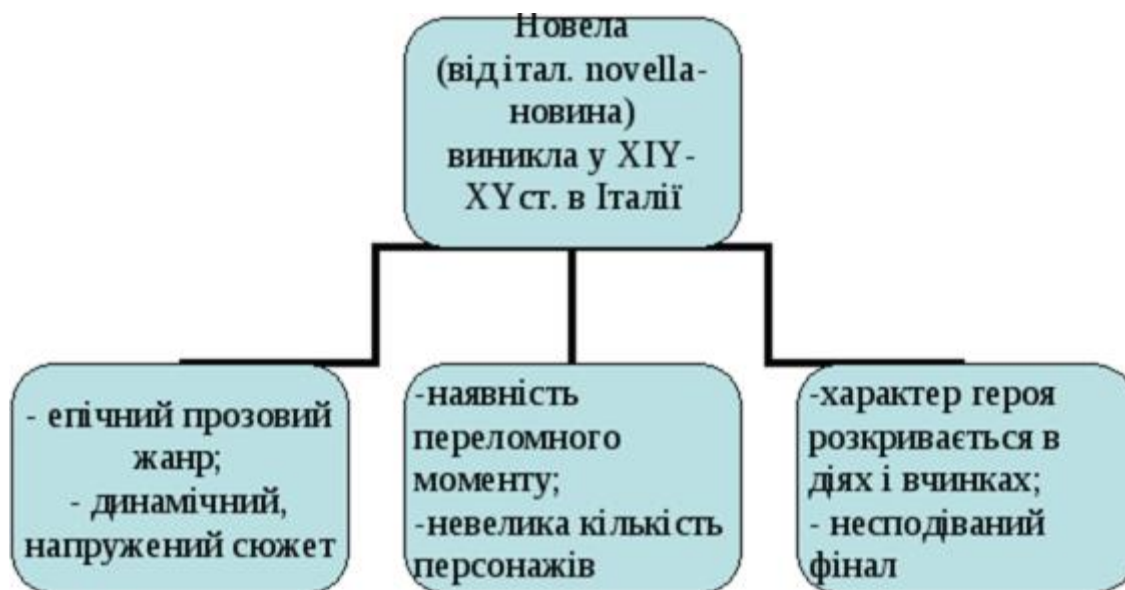 Новела
(від італ. novella-
новина)
виникла у XIY-
XYст. в Італії
- епічний прозовий
жанр;
- динамічний,
напружений сюжет
-наявність
переломного
моменту;
-невелика кількість
персонажів
-характер героя
розкривається в
діях і вчинках;
- несподіваний
фінал